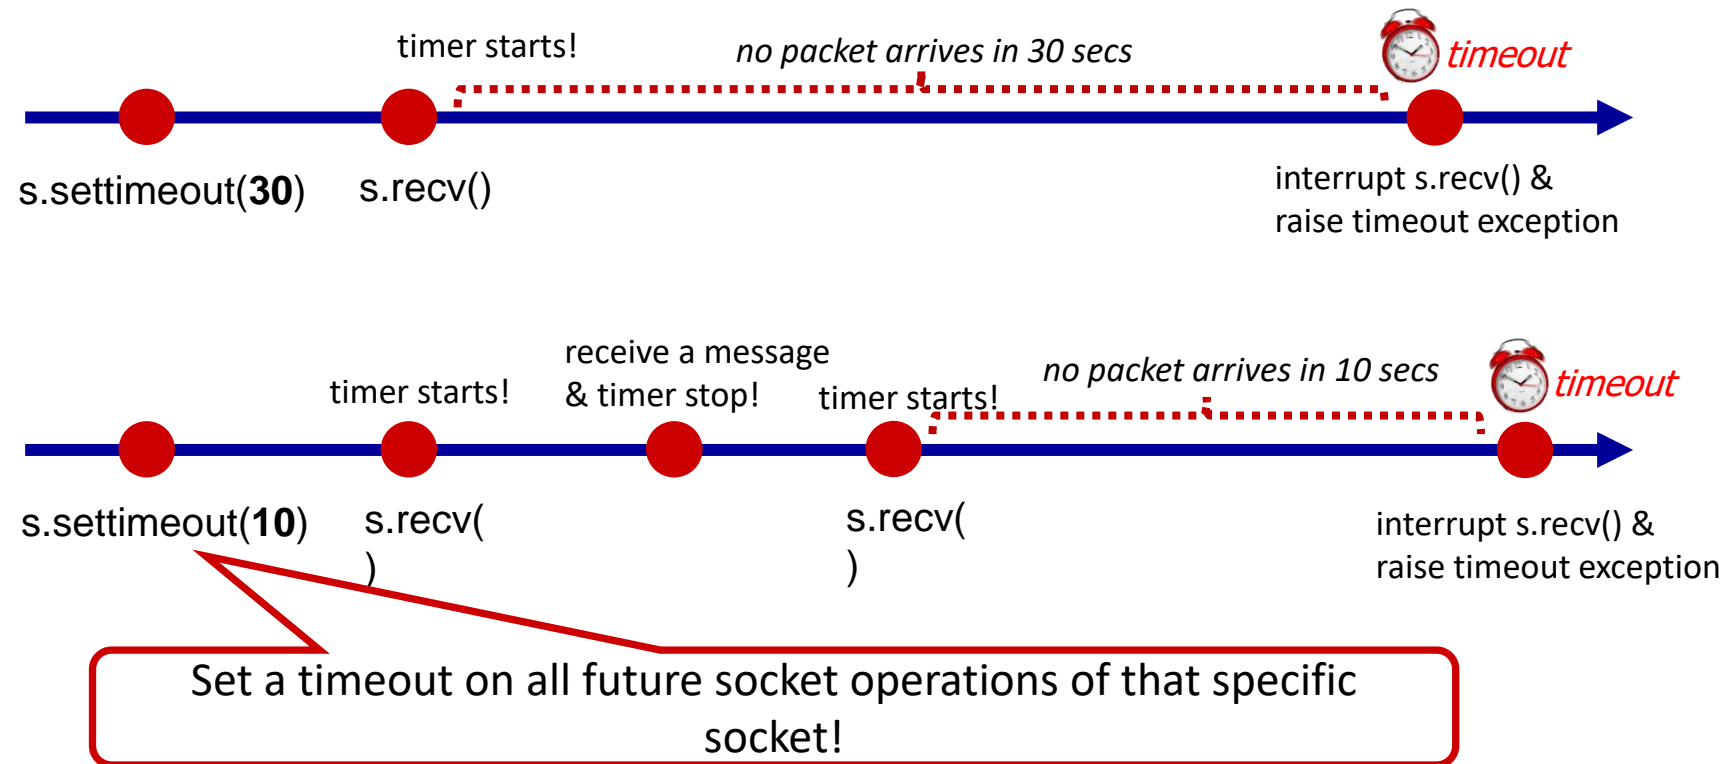 timer starts!
no packet arrives in 30 secs
timeout
s.settimeout(30)
s.recv()
interrupt s.recv() &
raise timeout exception
receive a message
& timer stop!
timer starts!
timer starts!
no packet arrives in 10 secs
timeout
s.settimeout(10)
s.recv(
)
s.recv(
)
interrupt s.recv() &
raise timeout exception
Set a timeout on all future socket operations of that specific
socket!